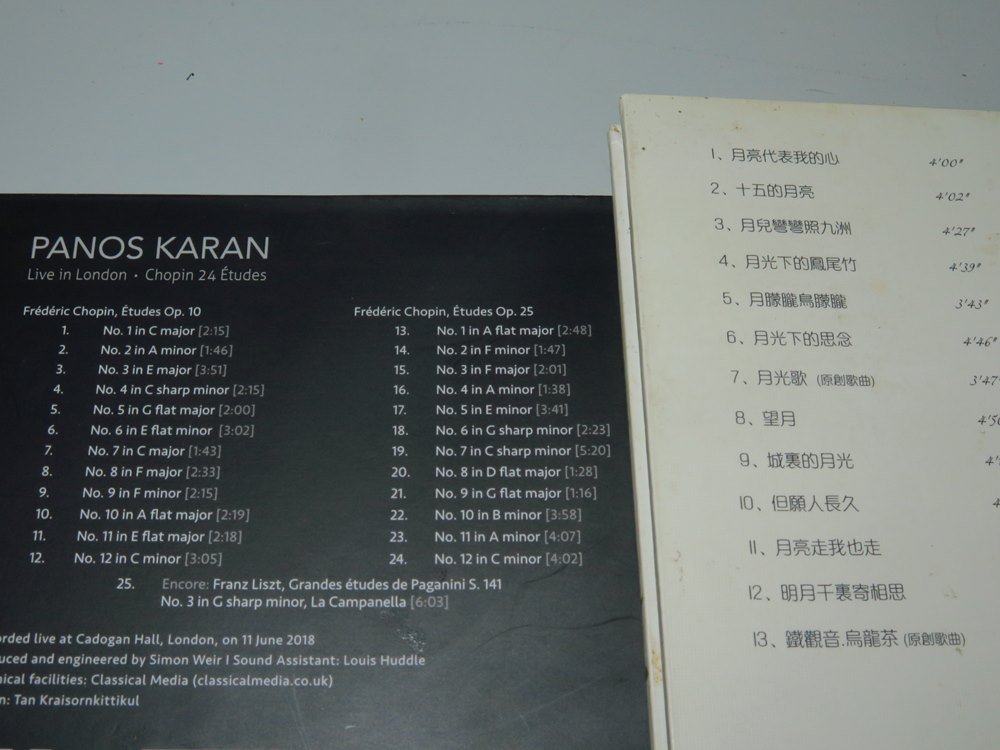 PANOS KARAN
Live in London · Chopin 24 Études
Frédéric Chopin, Études Op. 10
1. No. 1 in C major [2:15]
2. No. 2 in A minor [1:46]
3. No. 3 in E major [3:51]
4. No. 4 in C sharp minor [2:15]
5. No. 5 in G flat major [2:00]
6. No. 6 in E flat minor [3:02]
7. No. 7 in C major [1:43]
8. No. 8 in F major [2:33]
9. No. 9 in F minor [2:15]
10. No. 10 in A flat major [2:19]
11. No. 11 in E flat major [2:18]
12. No. 12 in C minor [3:05]
Frédéric Chopin, Études Op. 25
13. No. 1 in A flat major [2:48]
14. No. 2 in F minor [1:47]
15. No. 3 in F major [2:01]
16. No. 4 in A minor [1:38]
17. No. 5 in E minor [3:41]
18. No. 6 in G sharp minor [2:23]
19. No. 7 in C sharp minor [5:20]
20. No. 8 in D flat major [1:28]
21. No. 9 in G flat major [1:16]
22. No. 10 in B minor [3:58]
23. No. 11 in A minor [4:07]
24. No. 12 in C minor [4:02]
25. Encore: Franz Liszt, Grandes études de Paganini S. 141
No. 3 in G sharp minor, La Campanella [6:03]
orded live at Cadogan Hall, London, on 11 June 2018
uced and engineered by Simon Weir I Sound Assistant: Louis Huddle
nical facilities: Classical Media (classicalmedia.co.uk)
n: Tan Kraisornkittikul
1、月亮代表我的心 4'00"
2、十五的月亮 4'02"
3、月兒彎彎照九洲 4'27"
4、月光下的鳳尾竹 4'39"
5、月朦朧鳥朦朧 3'43"
6、月光下的思念 4'46"
7、月光歌 (原創歌曲) 3'47"
8、望月
9、城裏的月光
10、但願人長久
11、月亮走我也走
12、明月千裏寄相思
13、鐵觀音.烏龍茶 (原創歌曲)